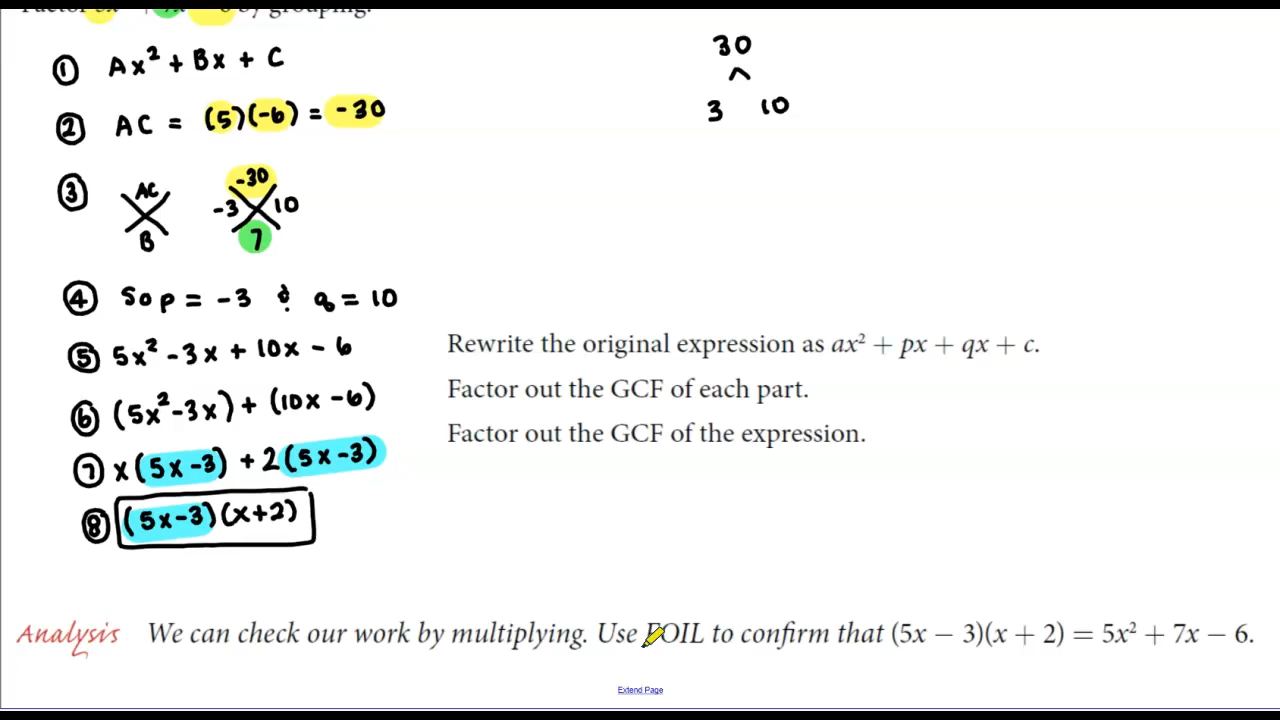 by grouping.
① Ax² + Bx + C
② AC = (5)(-6) = -30
③ AC B -30 -3 10 7
30
3 10
④ So p = -3 & q = 10
⑤ 5x² - 3x + 10x - 6
⑥ (5x² - 3x) + (10x - 6)
⑦ x(5x - 3) + 2(5x - 3)
⑧ (5x - 3)(x + 2)
Rewrite the original expression as ax² + px + qx + c.
Factor out the GCF of each part.
Factor out the GCF of the expression.
Analysis We can check our work by multiplying. Use FOIL to confirm that (5x − 3)(x + 2) = 5x² + 7x − 6.
Extend Page